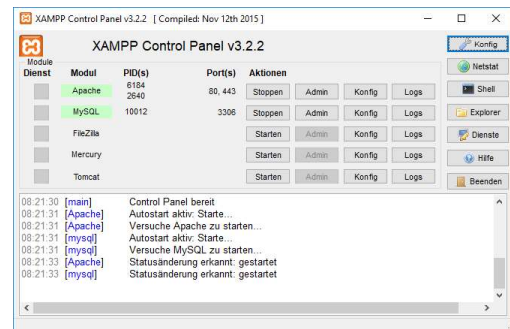 XAMPP Control Panel v3.2.2 [ Compiled: Nov 12th 2015 ]
XAMPP Control Panel v3.2.2
Konfig
Module
Dienst Modul PID(s) Port(s) Aktionen
Netstat
Apache 6184 2640 80, 443 Stoppen Admin Konfig Logs
Shell
MySQL 10012 3306 Stoppen Admin Konfig Logs
Explorer
FileZilla Starten Admin Konfig Logs
Dienste
Mercury Starten Admin Konfig Logs
Hilfe
Tomcat Starten Admin Konfig Logs
Beenden
08:21:30 [main] Control Panel bereit
08:21:31 [Apache] Autostart aktiv: Starte...
08:21:31 [Apache] Versuche Apache zu starten...
08:21:31 [mysql] Autostart aktiv: Starte...
08:21:31 [mysql] Versuche MySQL zu starten...
08:21:33 [Apache] Statusänderung erkannt: gestartet
08:21:33 [mysql] Statusänderung erkannt: gestartet